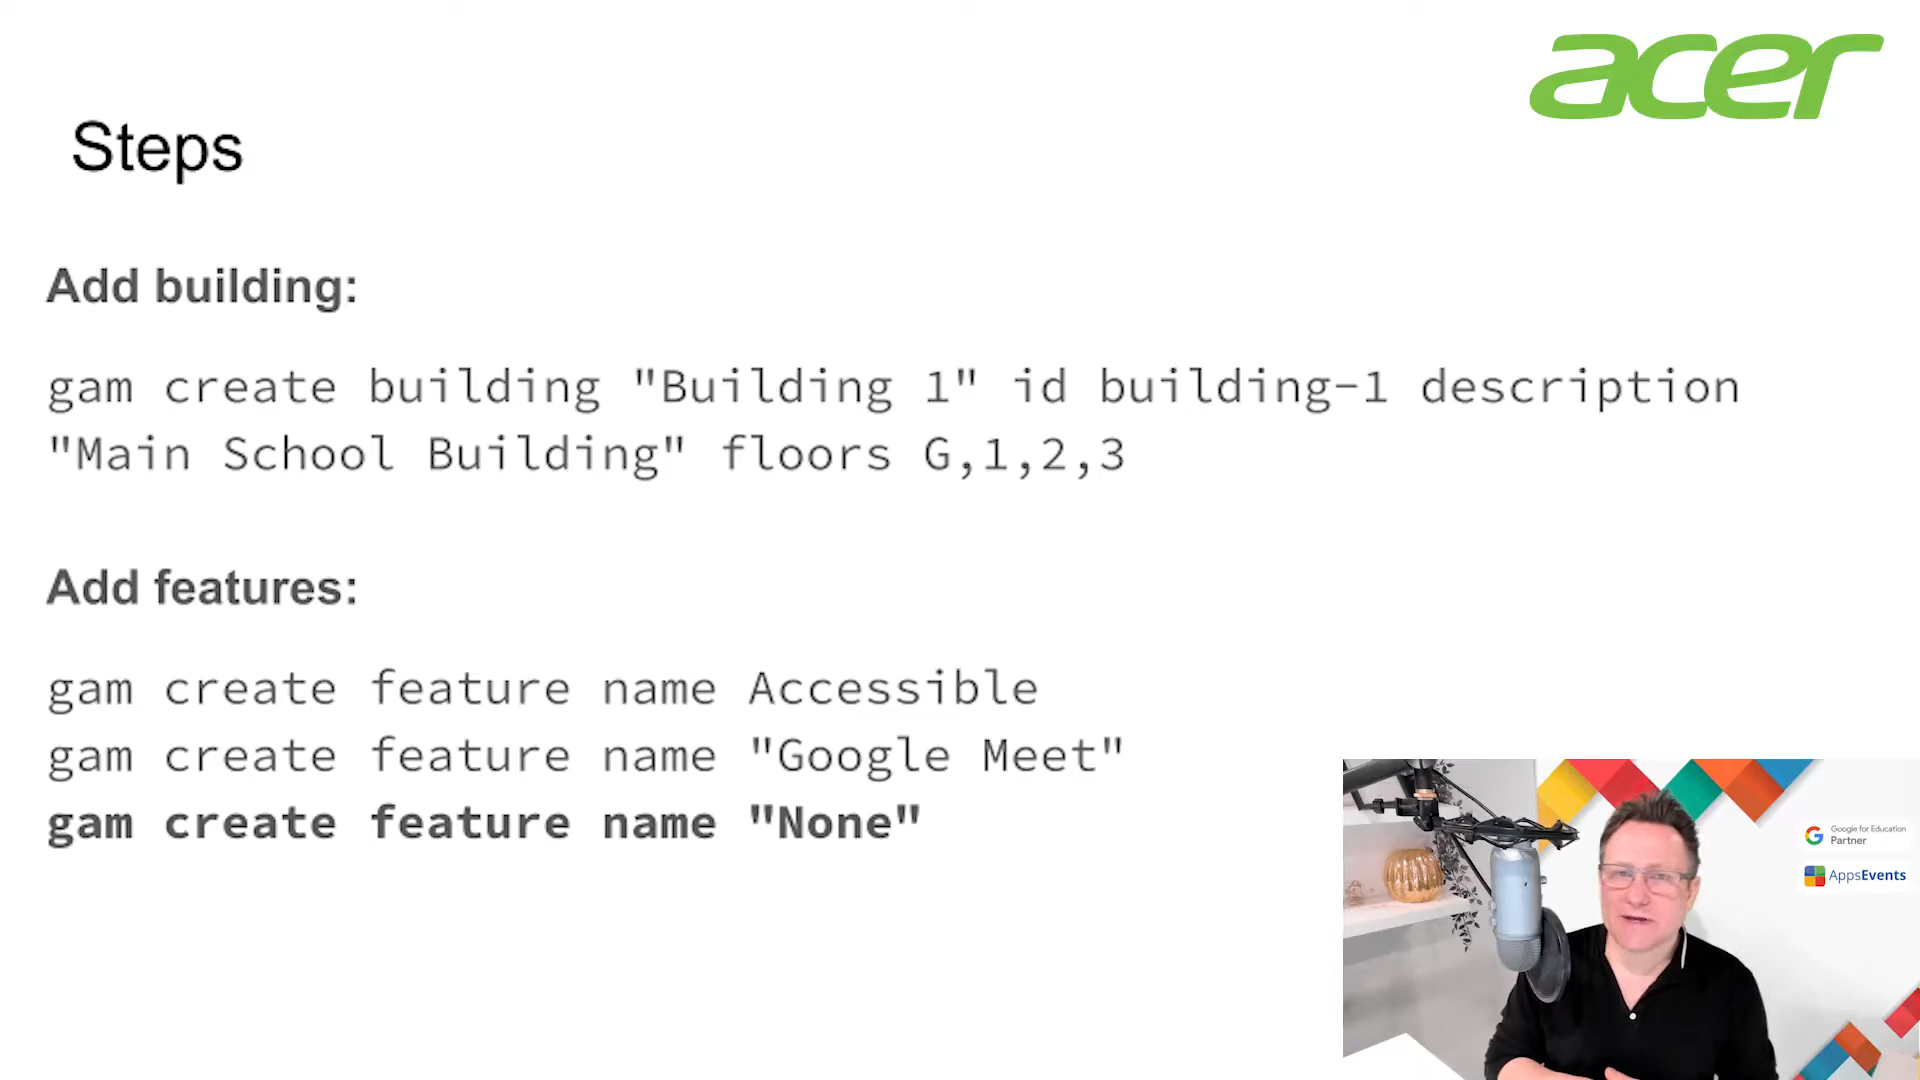 acer
Steps
Add building:
gam create building "Building 1" id building-1 description
"Main School Building" floors G,1,2,3
Add features:
gam create feature name Accessible
gam create feature name "Google Meet"
gam create feature name "None"
Google for Education
Partner
AppsEvents